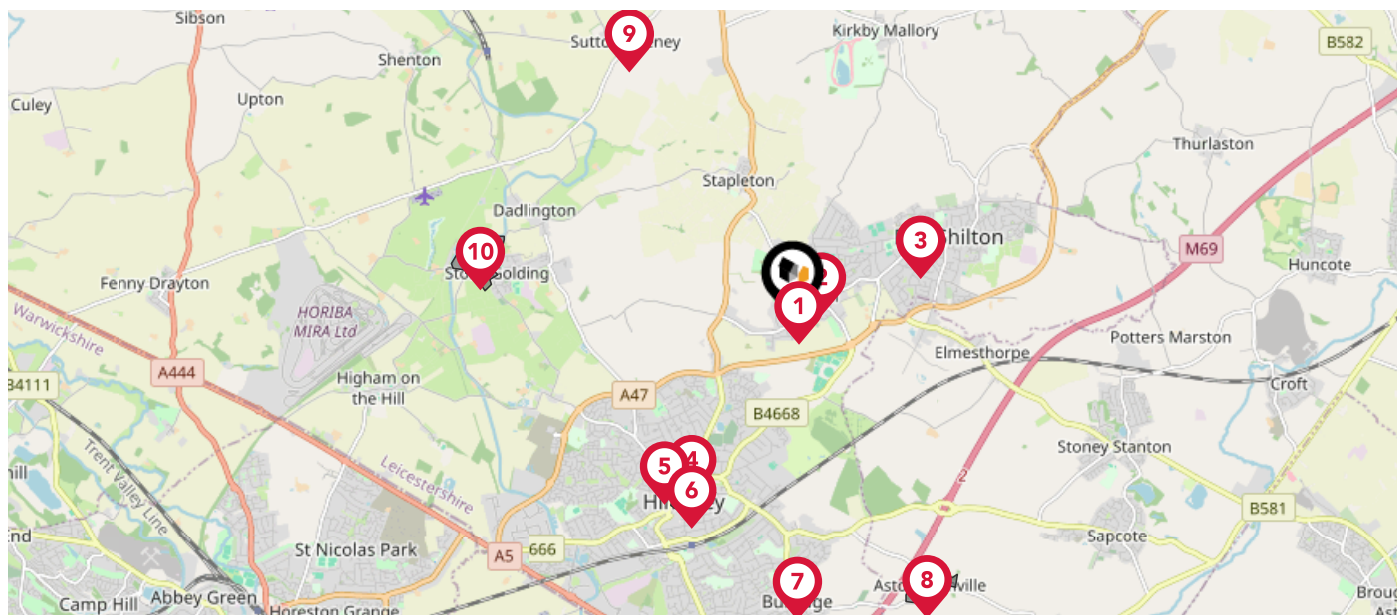 Sibson
9
Kirkby Mallory
B582
Shenton
Culey
Upton
Thurlaston
Stapleton
Dadlington
3
M69
10
2
Huncote
Fenny Drayton
1
HORIBA
MIRA Ltd
Warwickshire
Potters Marston
Elmesthorpe
A444
B4111
Higham on
the Hill
A47
Croft
B4668
Stoney Stanton
5
4
6
Trent Valley Line
Leicestershire
2
B581
Sapcote
St Nicolas Park
A5
666
7
8
Camp Hill
Abbey Green
Horeston Grange